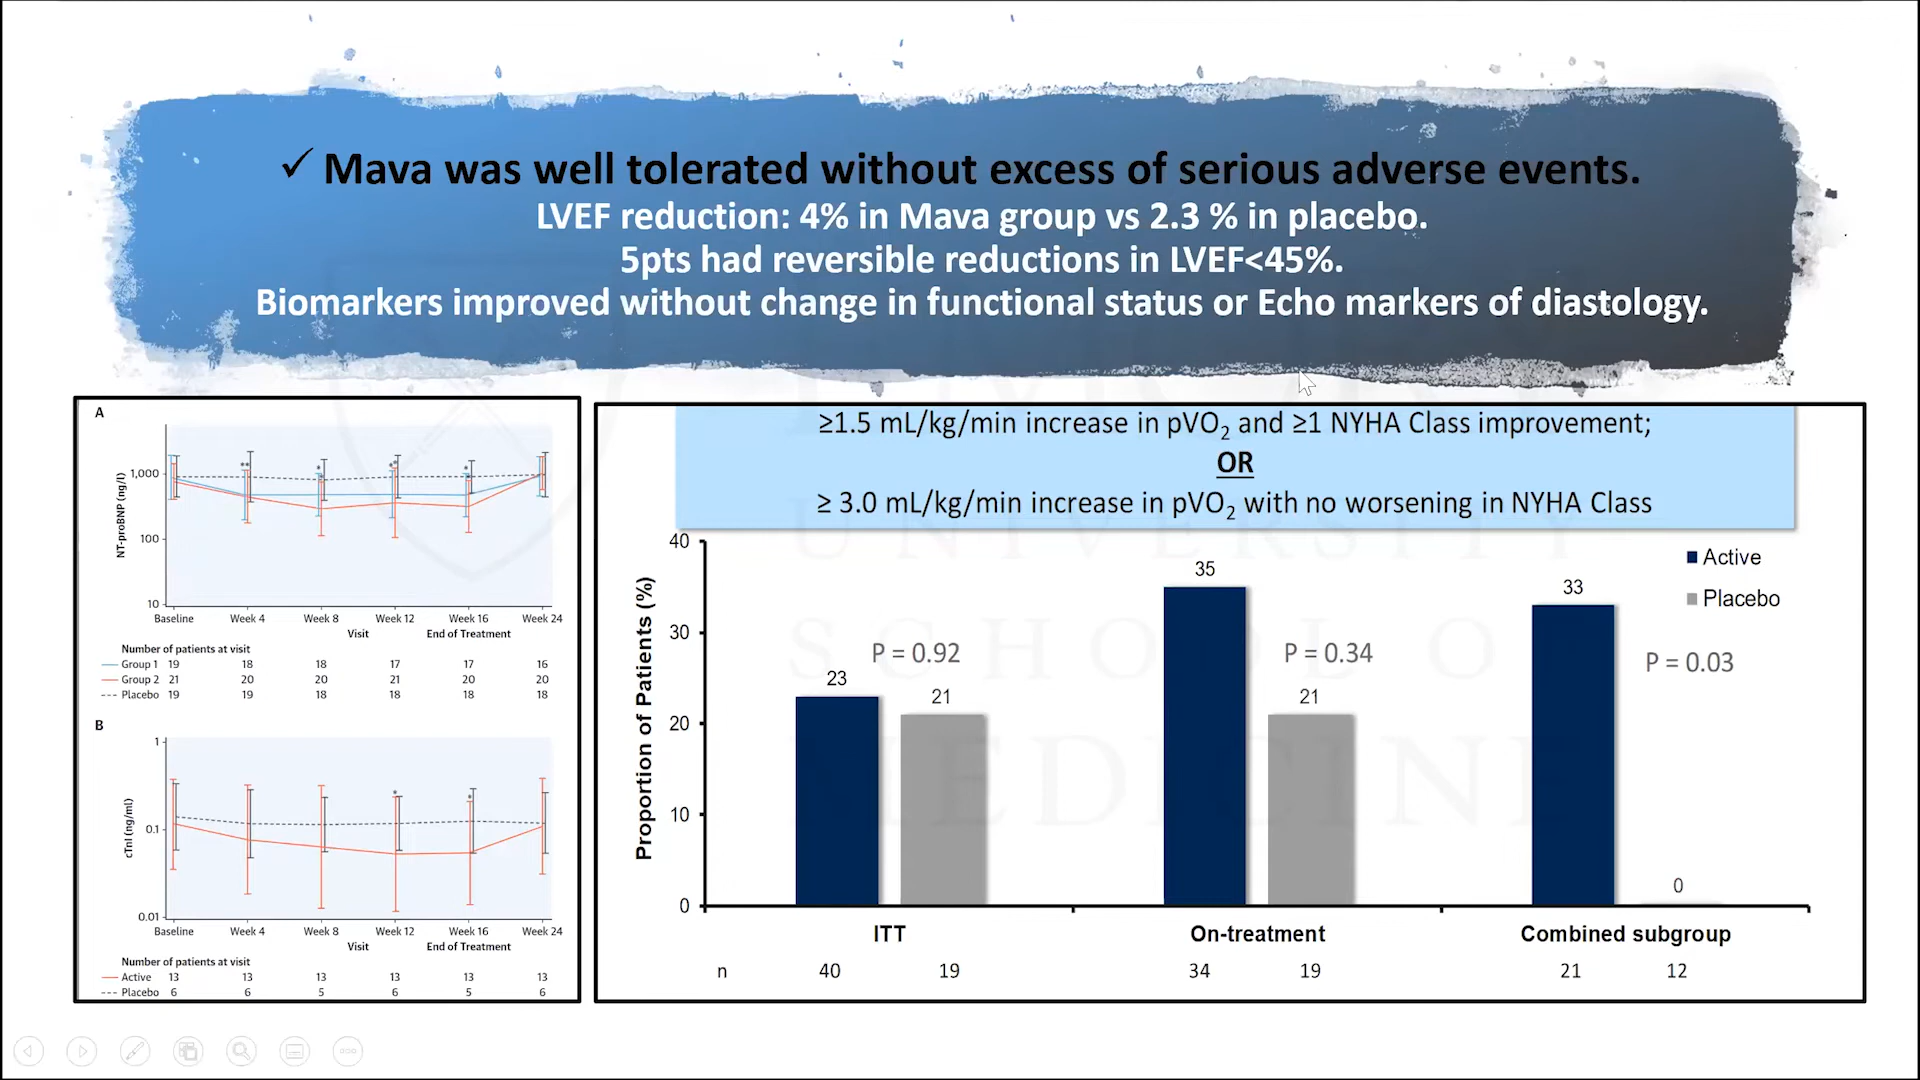 ✓ Mava was well tolerated without excess of serious adverse events.
LVEF reduction: 4% in Mava group vs 2.3 % in placebo.
5pts had reversible reductions in LVEF<45%.
Biomarkers improved without change in functional status or Echo markers of diastology.
A
NT-proBNP (ng/l)
1,000
100
10
** * ** *
* *
Baseline Week 4 Week 8 Week 12 Week 16 Week 24
Visit End of Treatment
Number of patients at visit
Group 1 19 18 18 17 17 16
Group 2 21 20 20 21 20 20
Placebo 19 19 18 18 18 18
B
cTnI (ng/ml)
1
0.1
0.01
* *
Baseline Week 4 Week 8 Week 12 Week 16 Week 24
Visit End of Treatment
Number of patients at visit
Active 13 13 13 13 13 13
Placebo 6 6 5 6 5 6
≥1.5 mL/kg/min increase in pVO2 and ≥1 NYHA Class improvement;
OR
≥ 3.0 mL/kg/min increase in pVO2 with no worsening in NYHA Class
Proportion of Patients (%)
40
30
20
10
0
Active
Placebo
23
21
P = 0.92
35
21
P = 0.34
33
0
P = 0.03
ITT On-treatment Combined subgroup
n 40 19 34 19 21 12
EMORY
UNIVERSITY
SCHOOL OF
MEDICINE